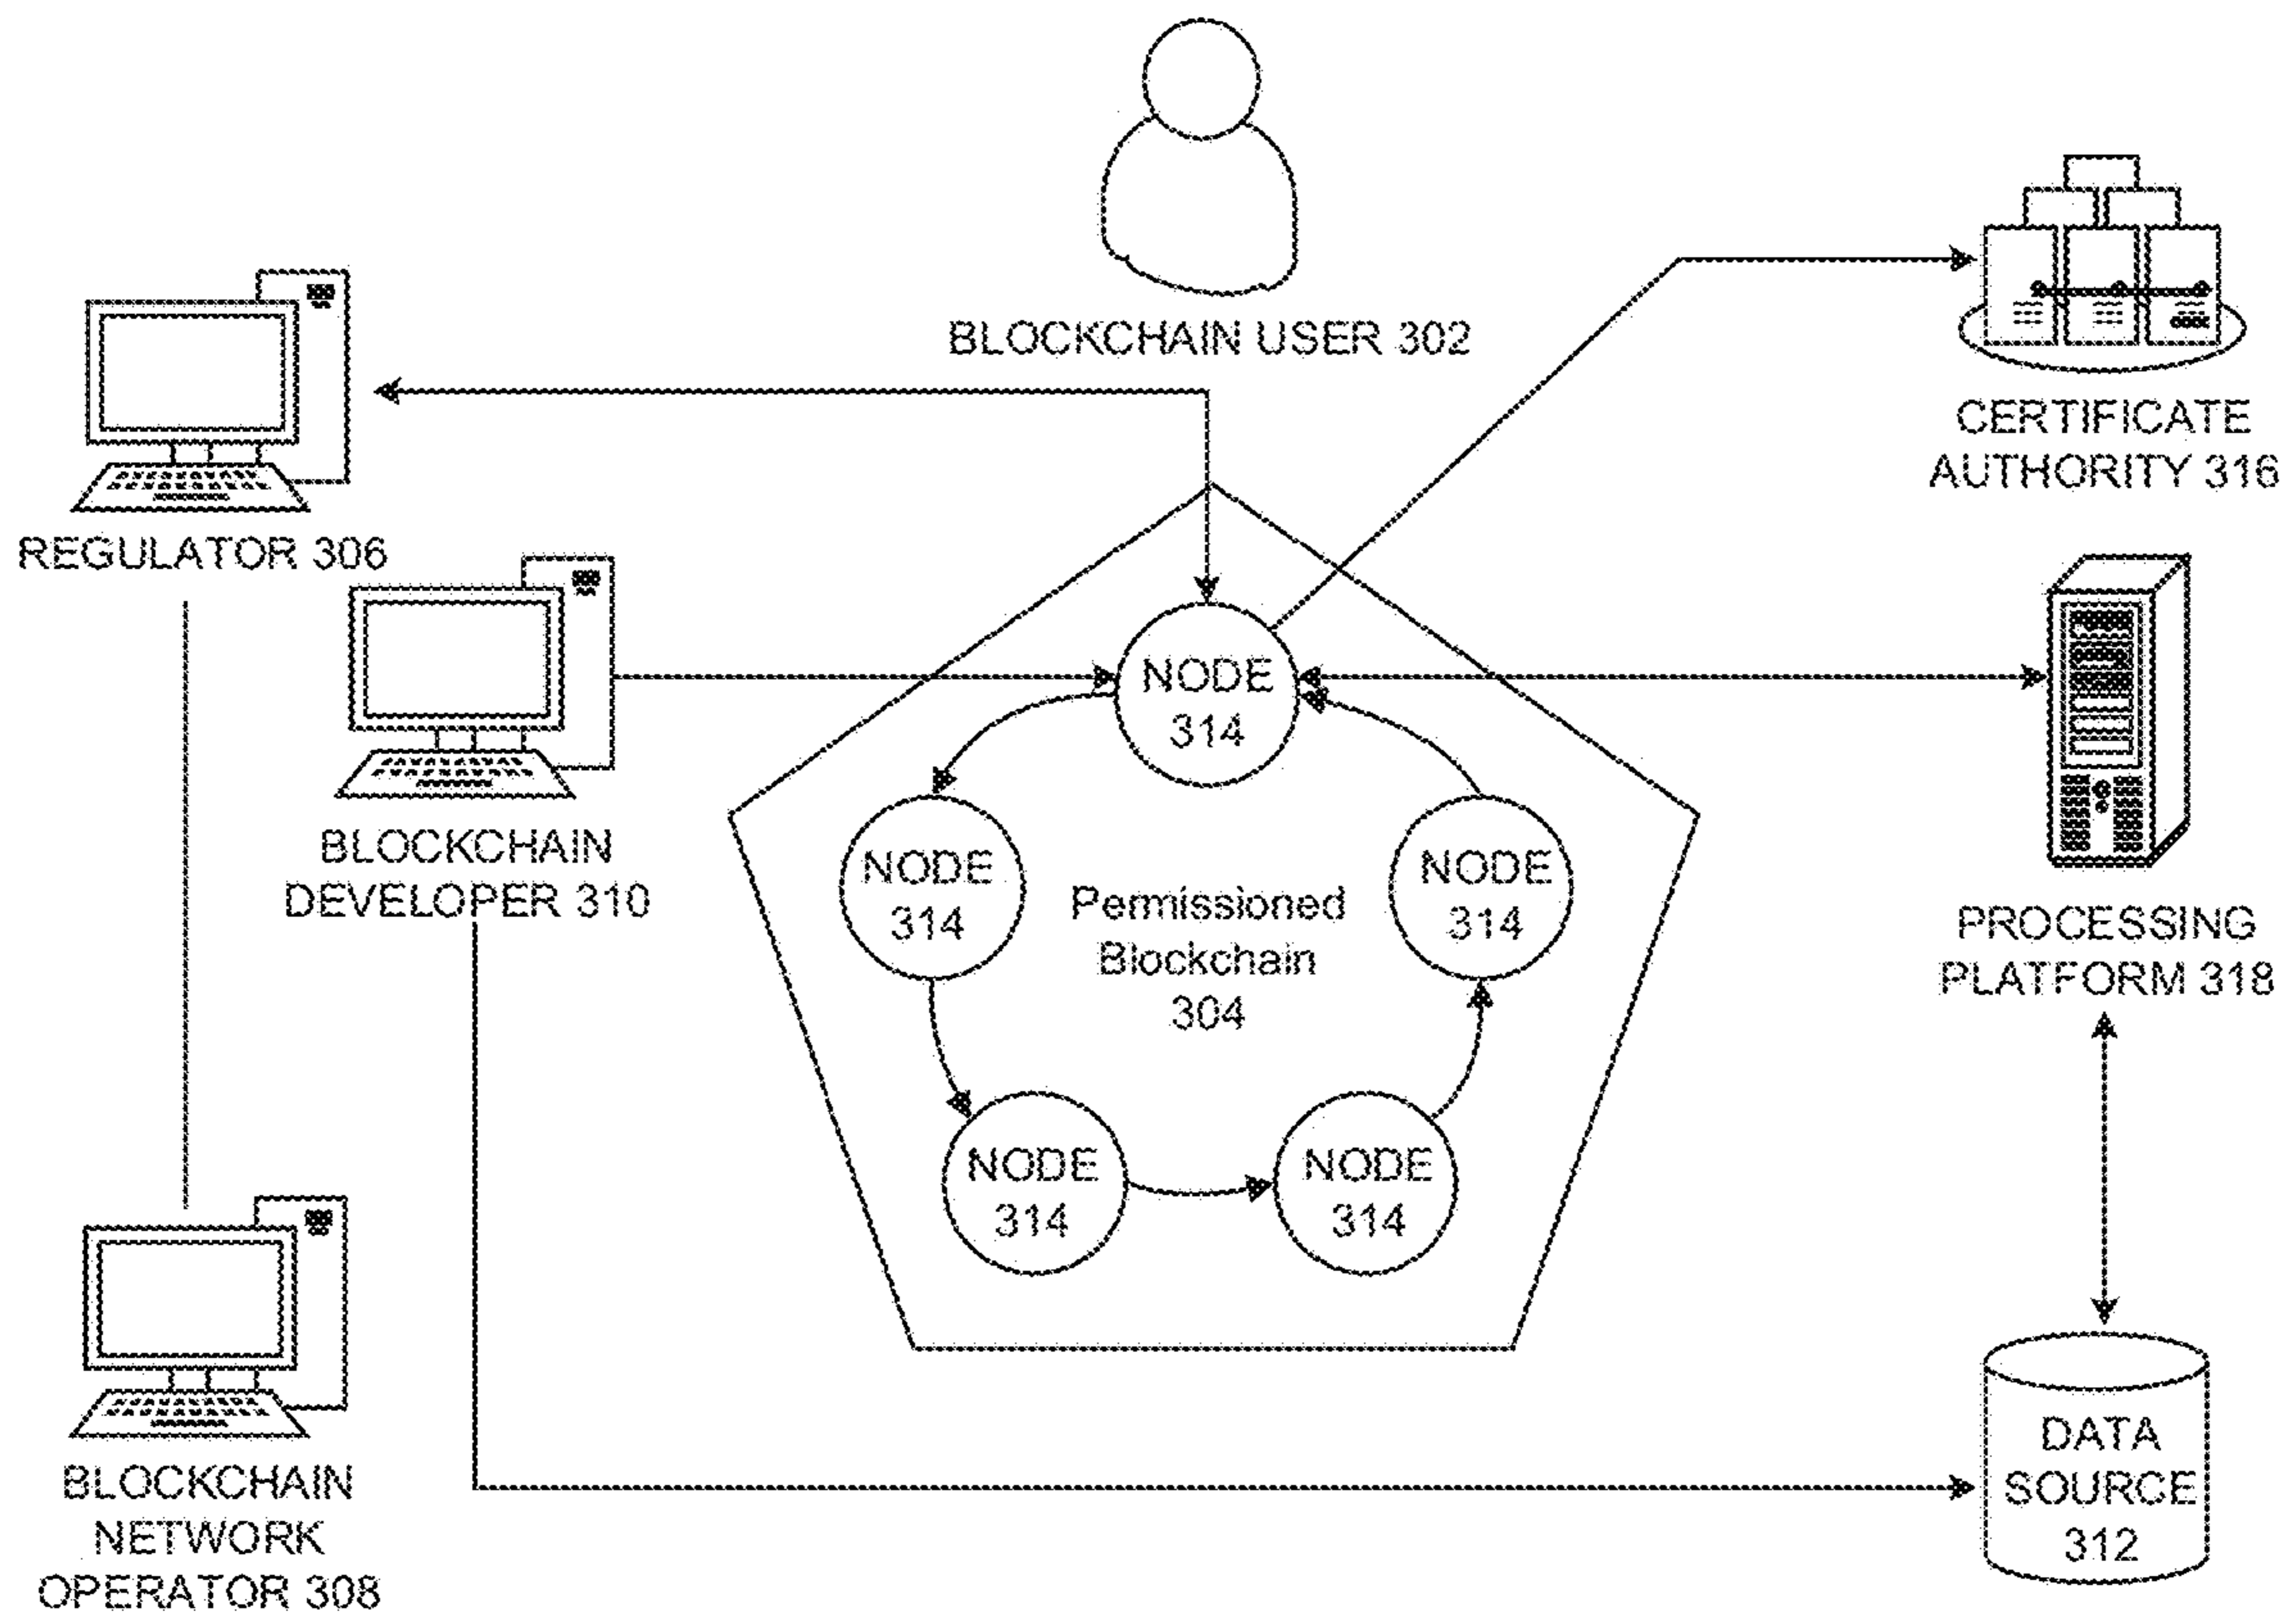 BLOCKCHAIN USER 302
CERTIFICATE
AUTHORITY 316
REGULATOR 306
BLOCKCHAIN
DEVELOPER 310
NODE
314
NODE
314
NODE
314
Permissioned
Blockchain
304
NODE
314
NODE
314
PROCESSING
PLATFORM 318
DATA
SOURCE
312
BLOCKCHAIN
NETWORK
OPERATOR 308